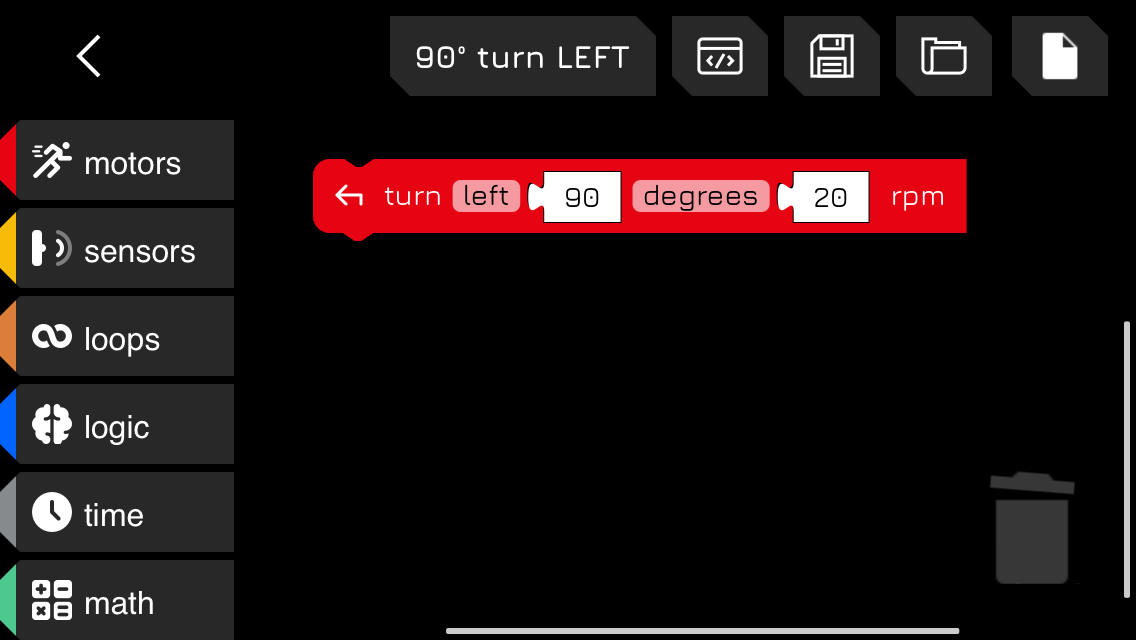 90° turn LEFT
motors
sensors
loops
logic
time
math
turn left 90 degrees 20 rpm